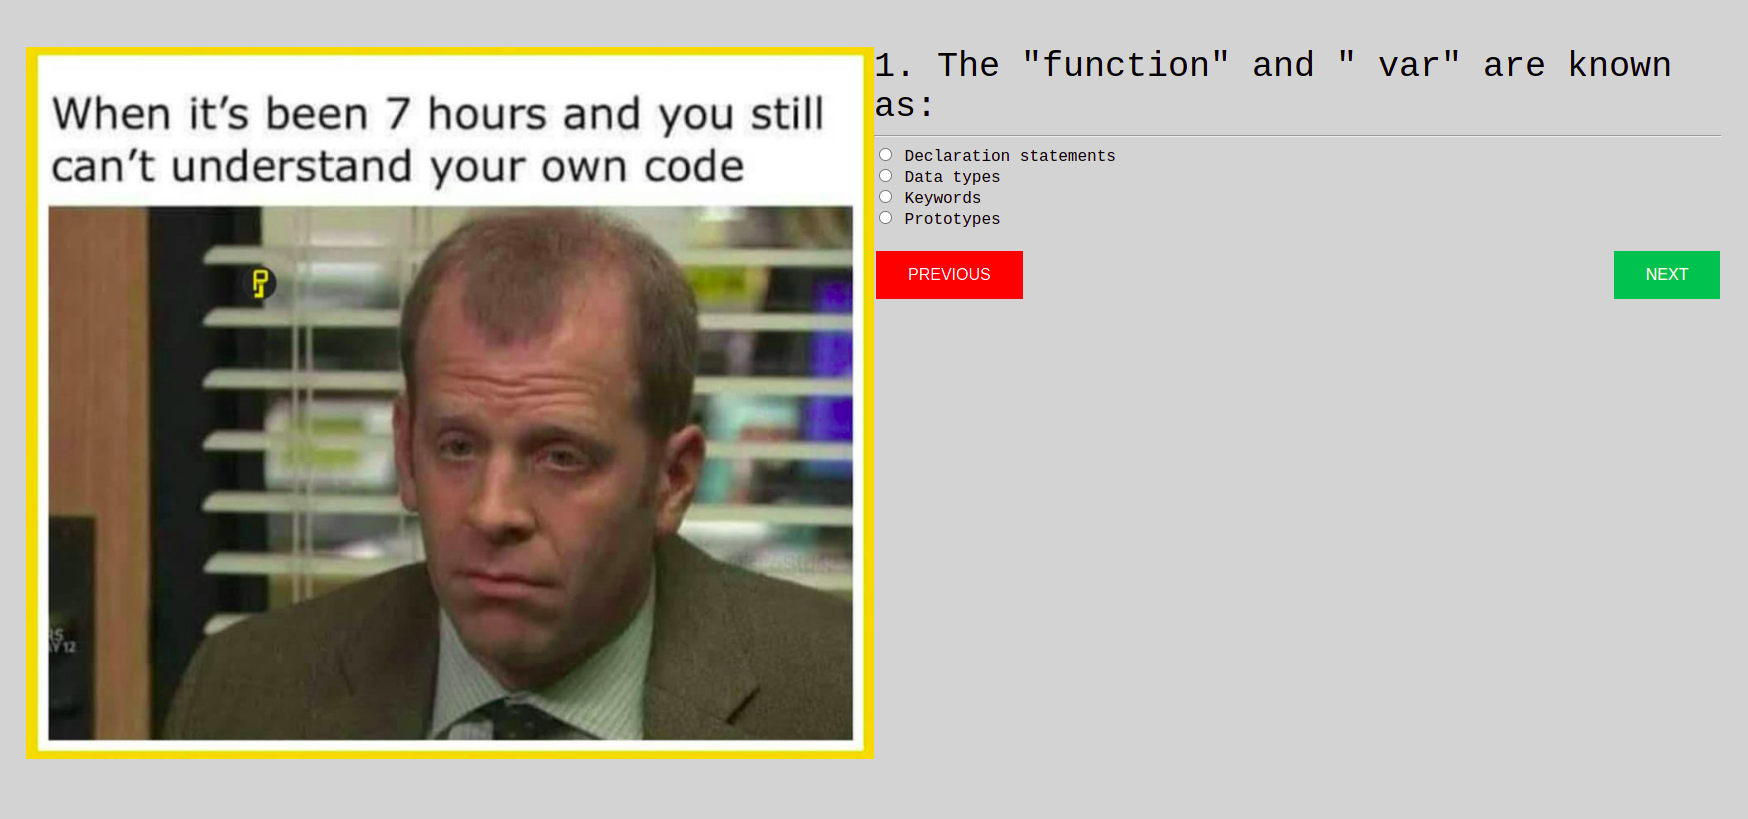 When it's been 7 hours and you still
can't understand your own code
1. The "function" and " var" are known
as:
Declaration statements
Data types
Keywords
Prototypes
PREVIOUS
NEXT